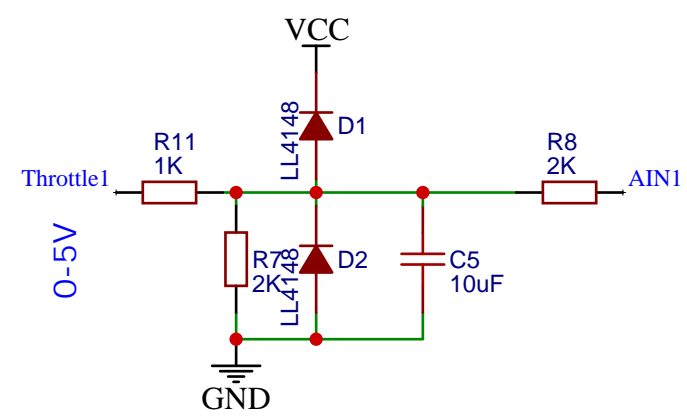 VCC
LL4148
D1
R11
1K
R8
2K
Throttle1
AIN1
0-5V
R7
2K
LL4148
D2
C5
10uF
GND